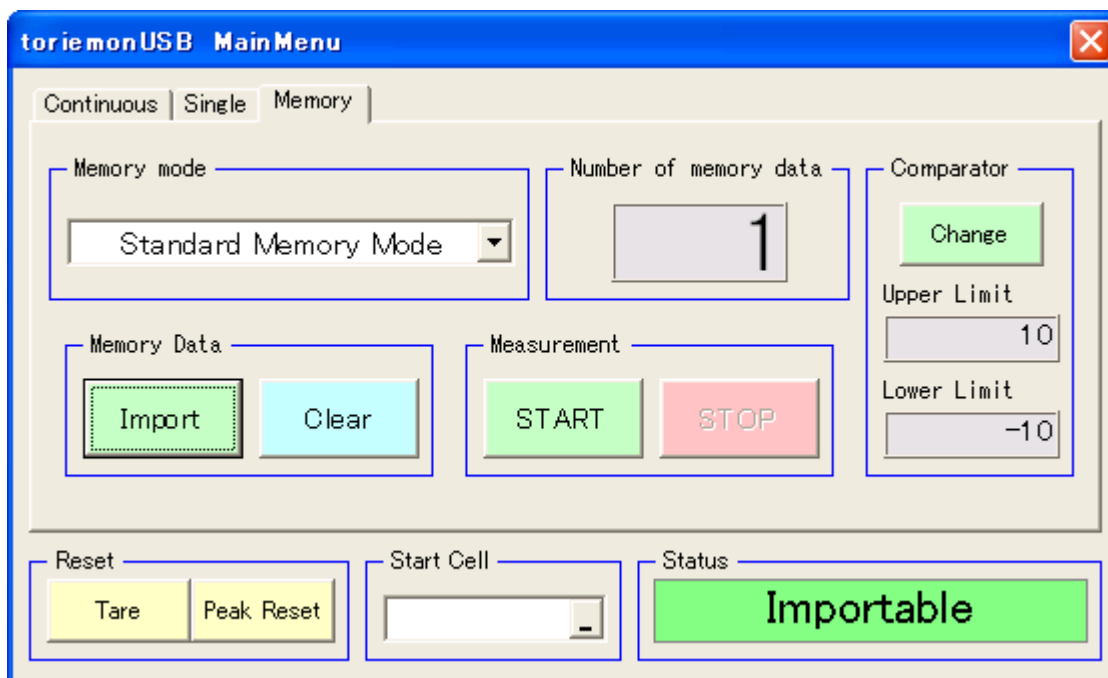 toriemonUSB MainMenu
Continuous Single Memory
Memory mode
Standard Memory Mode
Number of memory data
1
Comparator
Change
Upper Limit
10
Lower Limit
-10
Memory Data
Import Clear
Measurement
START STOP
Reset
Tare Peak Reset
Start Cell
Status
Importable